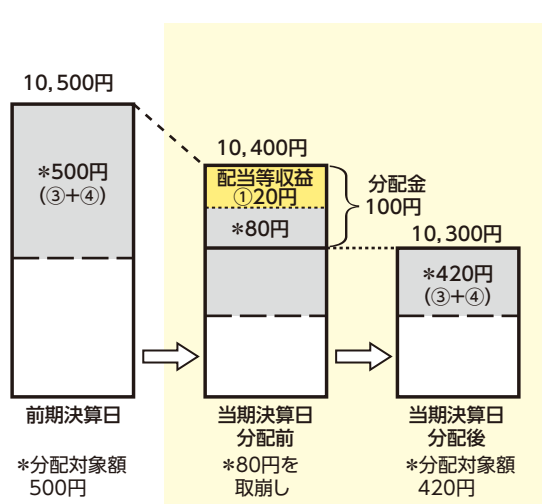 10,500円
*500円
(③+④)
前期決算日
*分配対象額
500円
10,400円
配当等収益
①20円
*80円
分配金
100円
当期決算日
分配前
*80円を
取崩し
10,300円
*420円
(③+④)
当期決算日
分配後
*分配対象額
420円